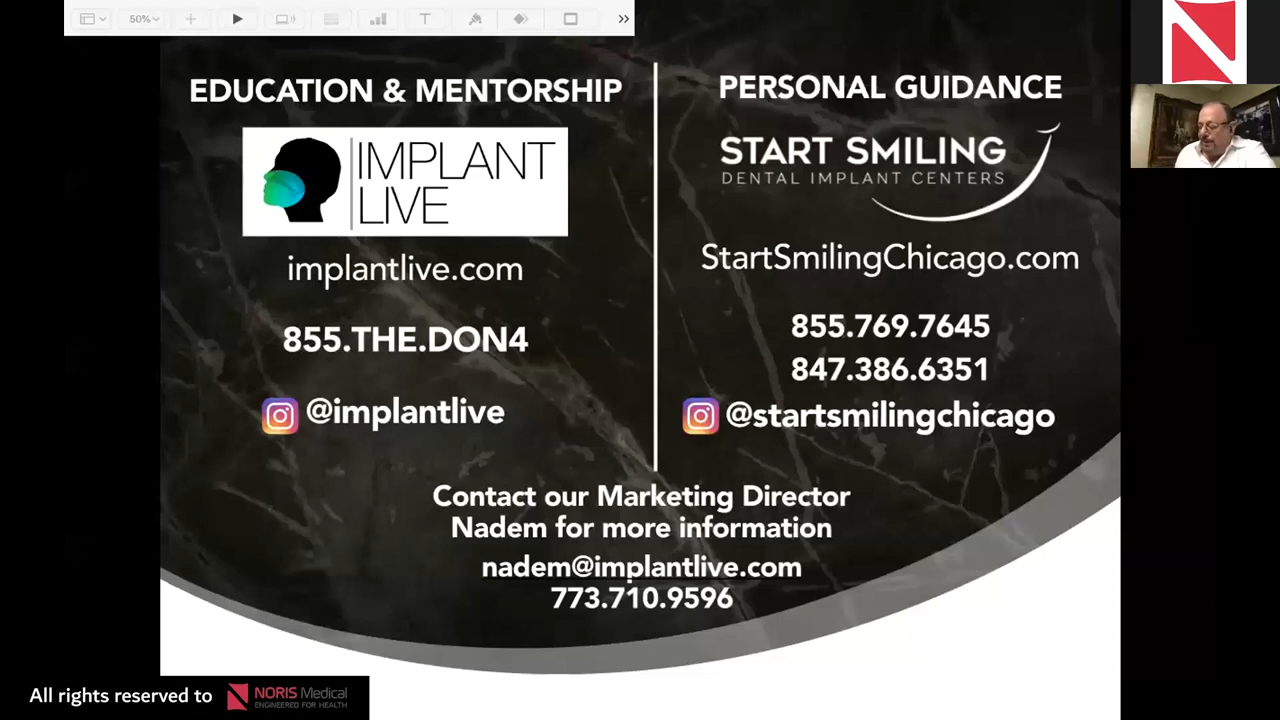 50%
EDUCATION & MENTORSHIP
IMPLANT
LIVE
implantlive.com
855.THE.DON4
@implantlive
PERSONAL GUIDANCE
START SMILING
DENTAL IMPLANT CENTERS
StartSmilingChicago.com
855.769.7645
847.386.6351
@startsmilingchicago
Contact our Marketing Director
Nadem for more information
nadem@implantlive.com
773.710.9596
All rights reserved to
NORIS Medical
ENGINEERED FOR HEALTH